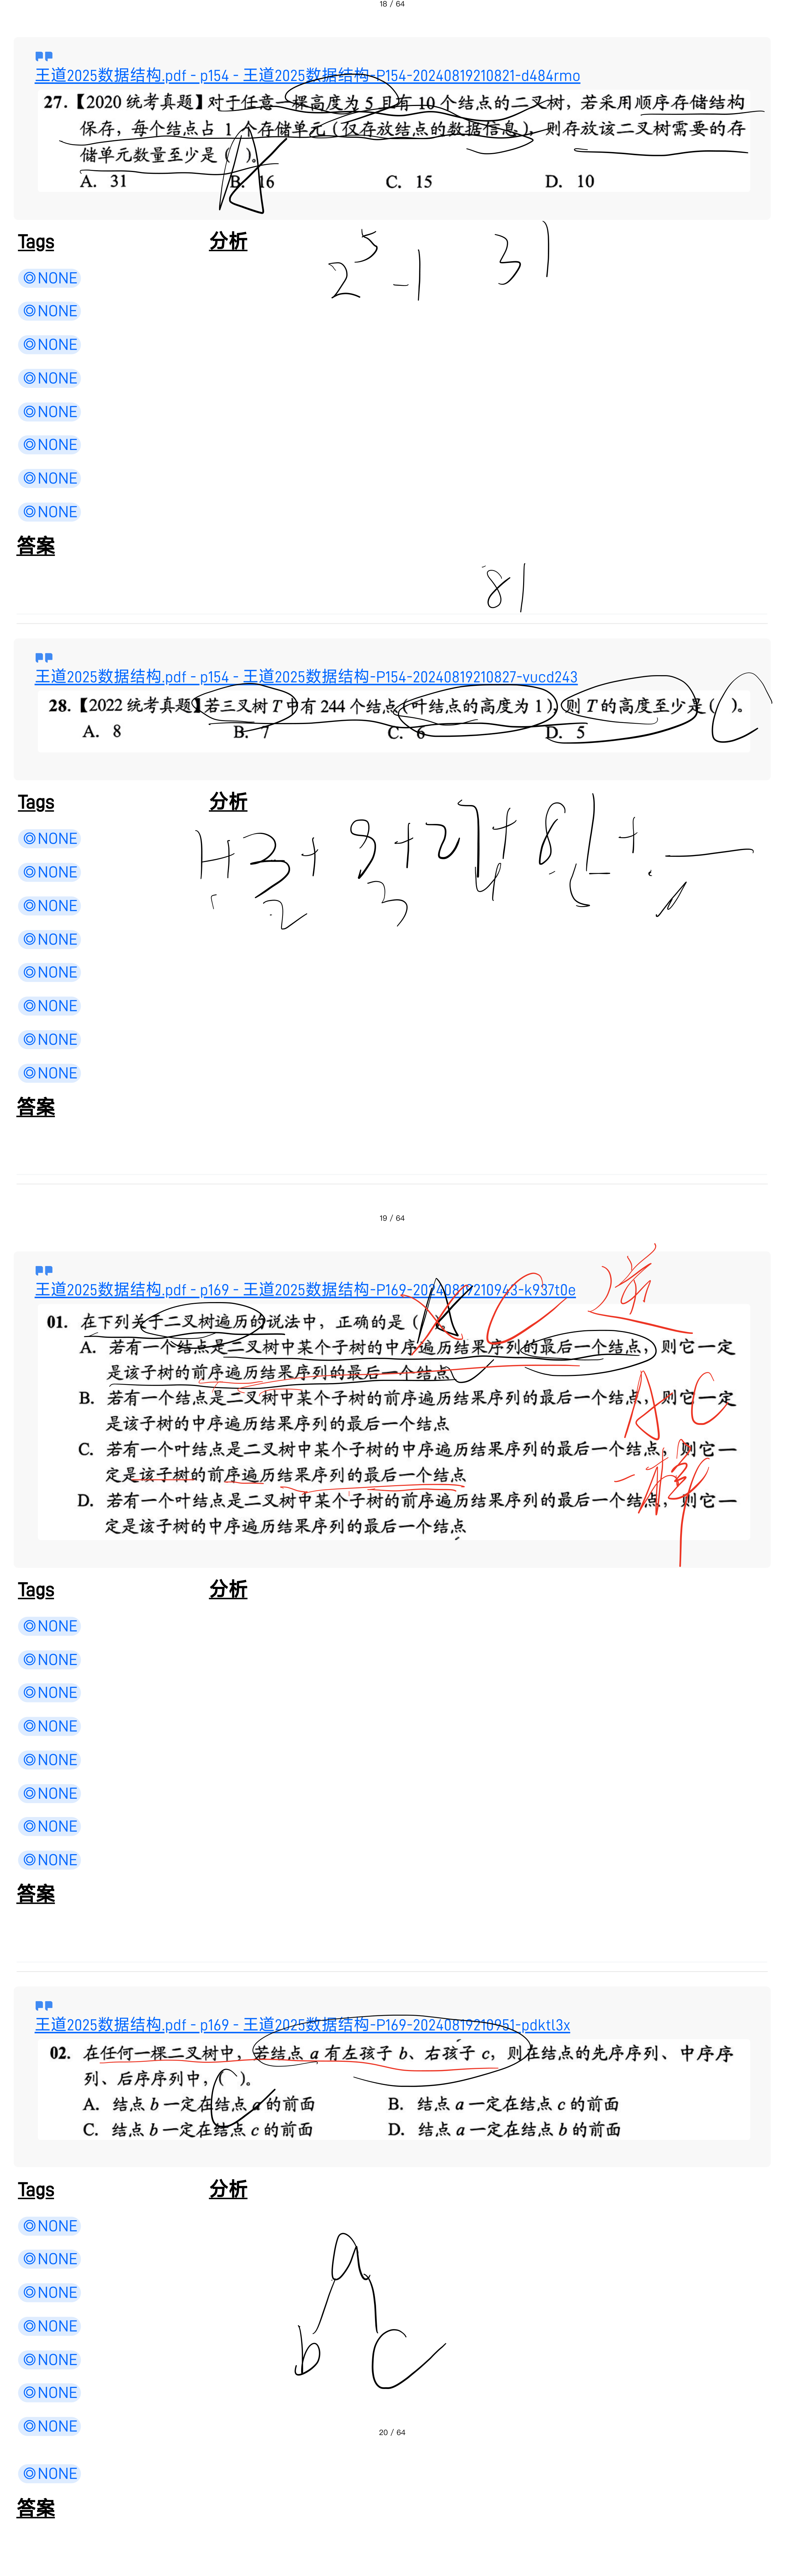 18 / 64
王道2025数据结构.pdf - p154 - 王道2025数据结构-P154-20240819210821-d484rmo
27.【2020 统考真题】对于任意一棵高度为 5 且有 10 个结点的二叉树，若采用顺序存储结构
保存，每个结点占 1 个存储单元（仅存放结点的数据信息），则存放该二叉树需要的存
储单元数量至少是（ ）。
A
A. 31 B. 16 C. 15 D. 10
Tags 分析
2^5-1 31
◎NONE
◎NONE
◎NONE
◎NONE
◎NONE
◎NONE
◎NONE
◎NONE
答案
81
王道2025数据结构.pdf - p154 - 王道2025数据结构-P154-20240819210827-vucd243
28.【2022 统考真题】若三叉树 T 中有 244 个结点（叶结点的高度为 1），则 T 的高度至少是（ ）。
C
A. 8 B. 7 C. 6 D. 5
Tags 分析
1+3+9+27+81+
2 3 4
◎NONE
◎NONE
◎NONE
◎NONE
◎NONE
◎NONE
◎NONE
◎NONE
答案
19 / 64
王道2025数据结构.pdf - p169 - 王道2025数据结构-P169-20240819210943-k937t0e
A C
01. 在下列关于二叉树遍历的说法中，正确的是（ ）。
A. 若有一个结点是二叉树中某个子树的中序遍历结果序列的最后一个结点，则它一定
是该子树的前序遍历结果序列的最后一个结点
B. 若有一个结点是二叉树中某个子树的前序遍历结果序列的最后一个结点，则它一定
是该子树的中序遍历结果序列的最后一个结点
A C
C. 若有一个叶结点是二叉树中某个子树的中序遍历结果序列的最后一个结点，则它一
定是该子树的前序遍历结果序列的最后一个结点
一样
D. 若有一个叶结点是二叉树中某个子树的前序遍历结果序列的最后一个结点，则它一
定是该子树的中序遍历结果序列的最后一个结点
Tags 分析
◎NONE
◎NONE
◎NONE
◎NONE
◎NONE
◎NONE
◎NONE
◎NONE
答案
王道2025数据结构.pdf - p169 - 王道2025数据结构-P169-20240819210951-pdktl3x
02. 在任何一棵二叉树中，若结点 a 有左孩子 b、右孩子 c，则在结点的先序序列、中序序
列、后序序列中，（ ）。
C
A. 结点 b 一定在结点 a 的前面 B. 结点 a 一定在结点 c 的前面
C. 结点 b 一定在结点 c 的前面 D. 结点 a 一定在结点 b 的前面
Tags 分析
a
b c
◎NONE
◎NONE
◎NONE
◎NONE
◎NONE
◎NONE
◎NONE
20 / 64
◎NONE
答案